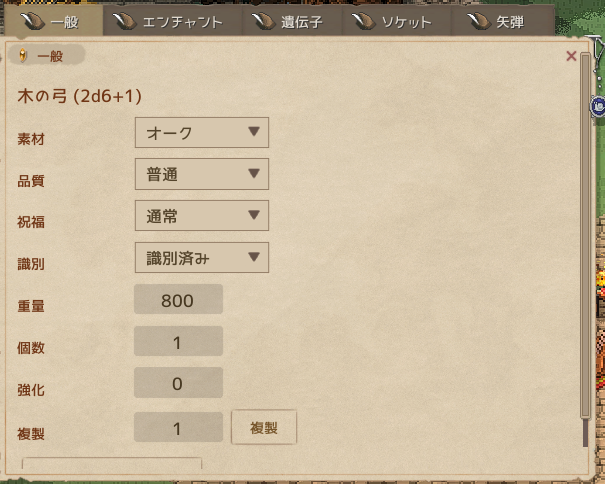 一般 エンチャント 遺伝子 ソケット 矢弾
一般
木の弓 (2d6+1)
素材 オーク
品質 普通
祝福 通常
識別 識別済み
重量 800
個数 1
強化 0
複製 1 複製